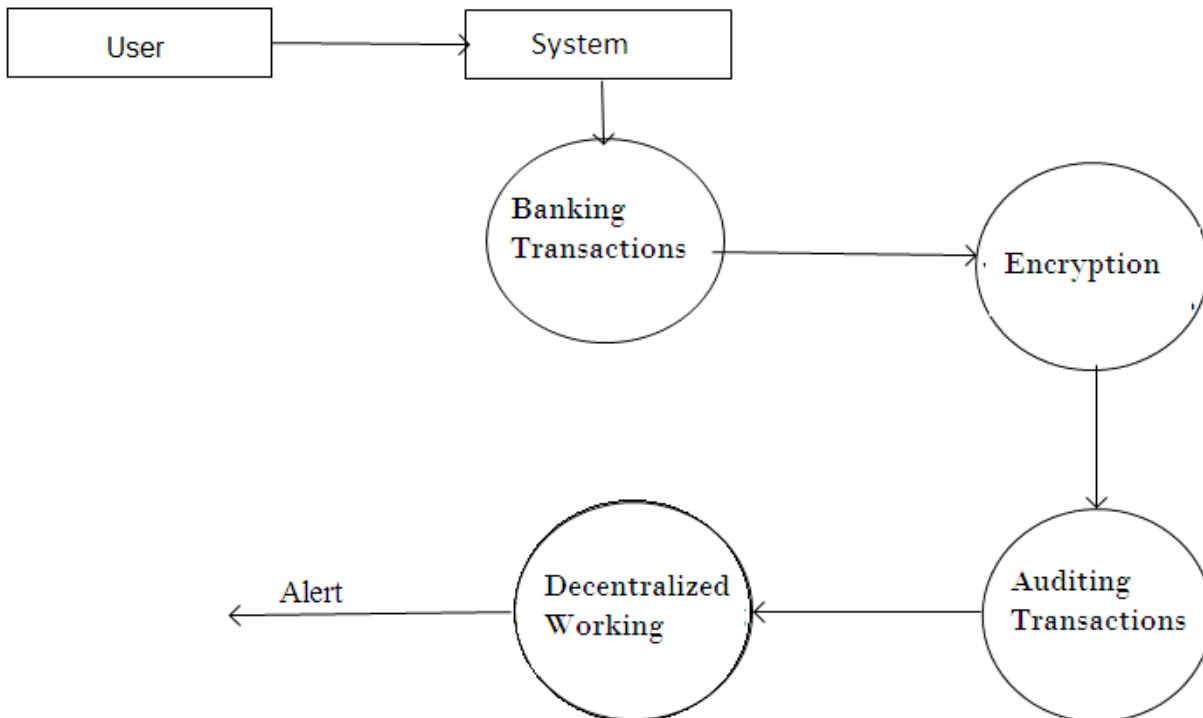 User
System
Banking
Transactions
Encryption
Auditing
Transactions
Decentralized
Working
Alert